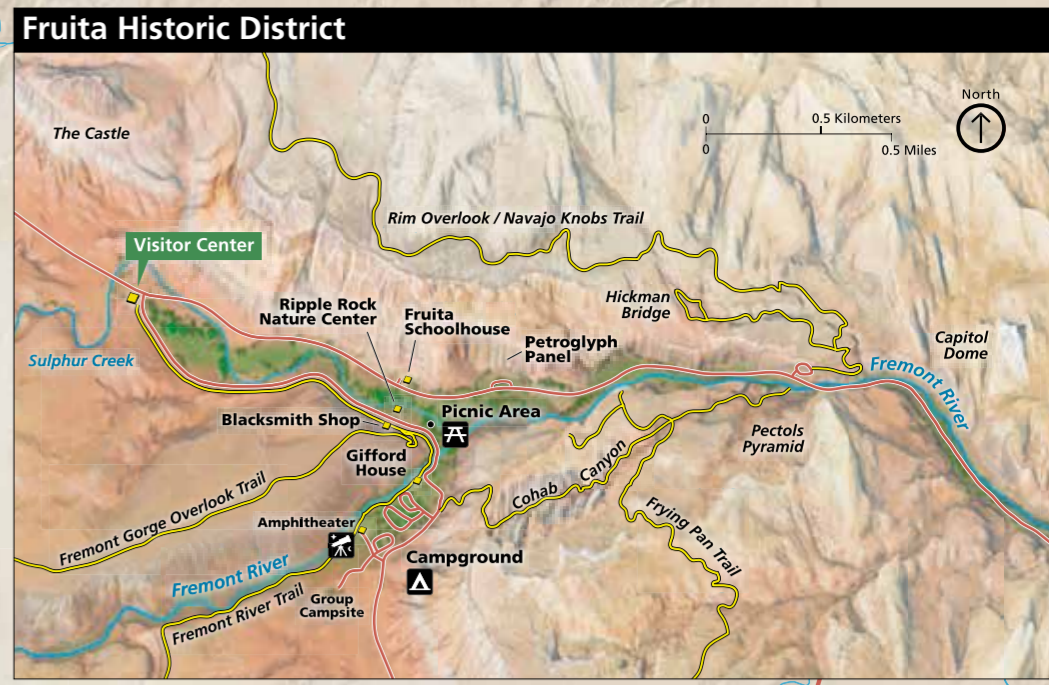 Fruita Historic District
North
0 0.5 Kilometers
0 0.5 Miles
The Castle
Rim Overlook / Navajo Knobs Trail
Visitor Center
Hickman
Bridge
Ripple Rock
Nature Center
Fruita
Schoolhouse
Petroglyph
Panel
Capitol
Dome
Sulphur Creek
Fremont River
Blacksmith Shop
Picnic Area
Pectols
Pyramid
Gifford
House
Cohab Canyon
Fremont Gorge Overlook Trail
Frying Pan Trail
Amphitheater
Fremont River
Campground
Group
Campsite
Fremont River Trail